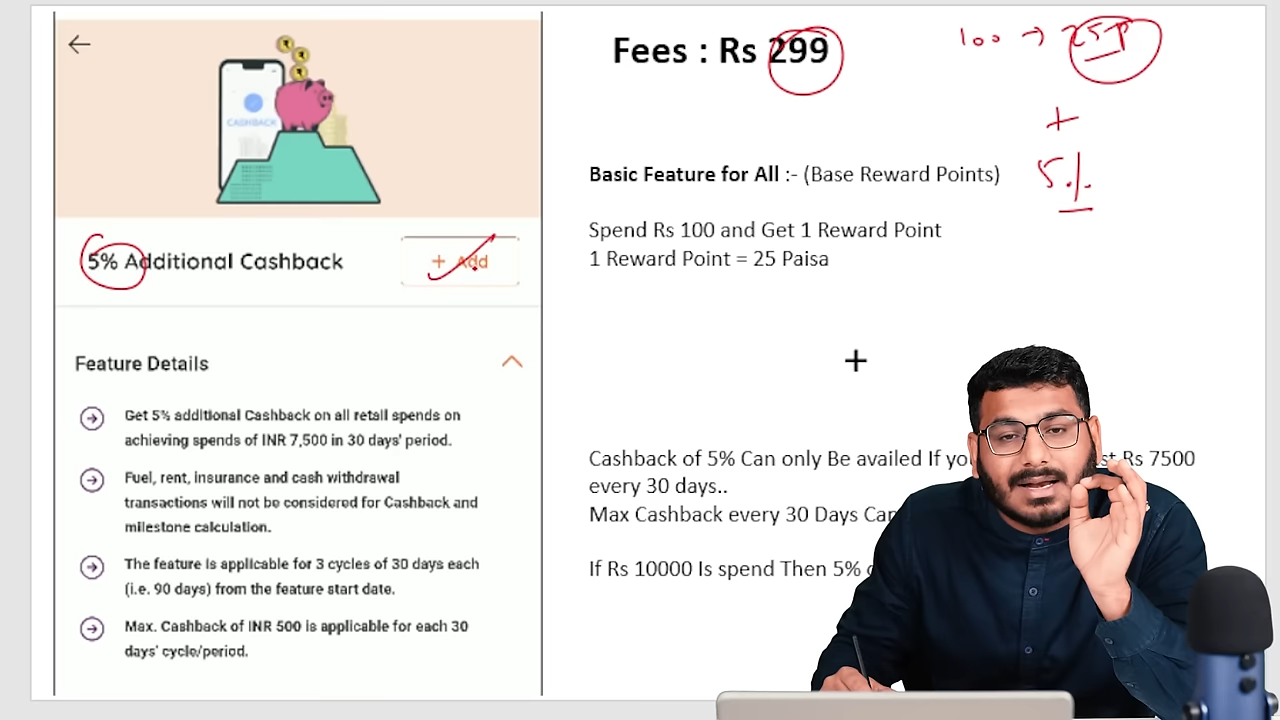 CASHBACK
5% Additional Cashback
+ Add
Feature Details
Get 5% additional Cashback on all retail spends on
achieving spends of INR 7,500 in 30 days' period.
Fuel, rent, insurance and cash withdrawal
transactions will not be considered for Cashback and
milestone calculation.
The feature is applicable for 3 cycles of 30 days each
(i.e. 90 days) from the feature start date.
Max. Cashback of INR 500 is applicable for each 30
days' cycle/period.
Fees : Rs 299
100 → 25p
+
5%
Basic Feature for All :- (Base Reward Points)
Spend Rs 100 and Get 1 Reward Point
1 Reward Point = 25 Paisa
+
Cashback of 5% Can only Be availed If Rs 7500
every 30 days..
Max Cashback every 30 Days
If Rs 10000 Is spend Then 5%